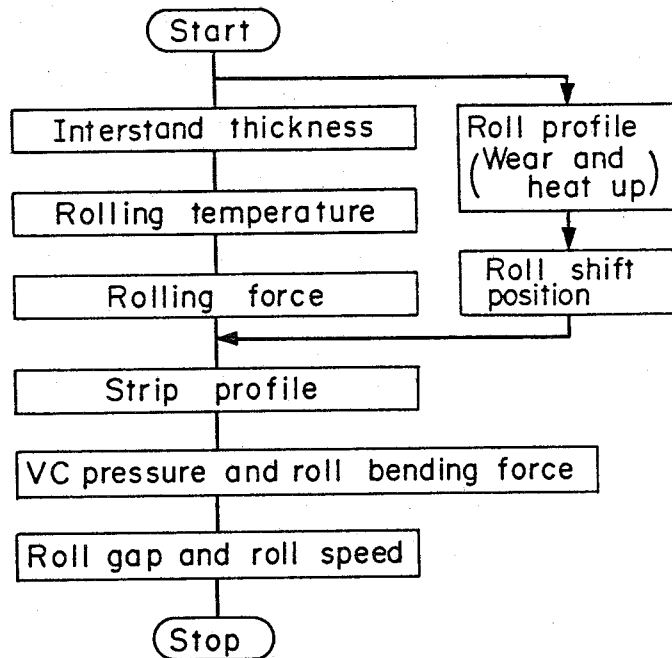 Start
Interstand thickness
Rolling temperature
Rolling force
Roll profile
(Wear and
heat up)
Roll shift
position
Strip profile
VC pressure and roll bending force
Roll gap and roll speed
Stop